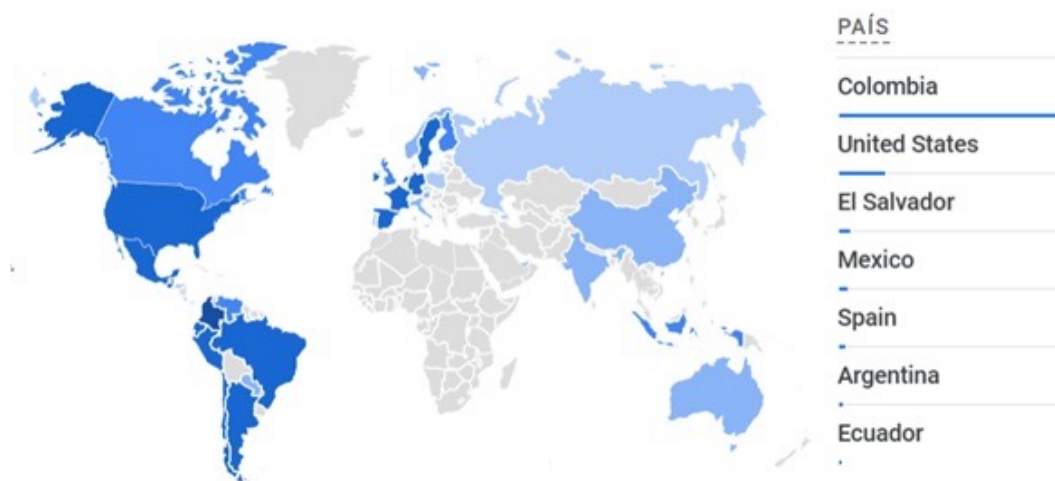 PAÍS
Colombia
United States
El Salvador
Mexico
Spain
Argentina
Ecuador